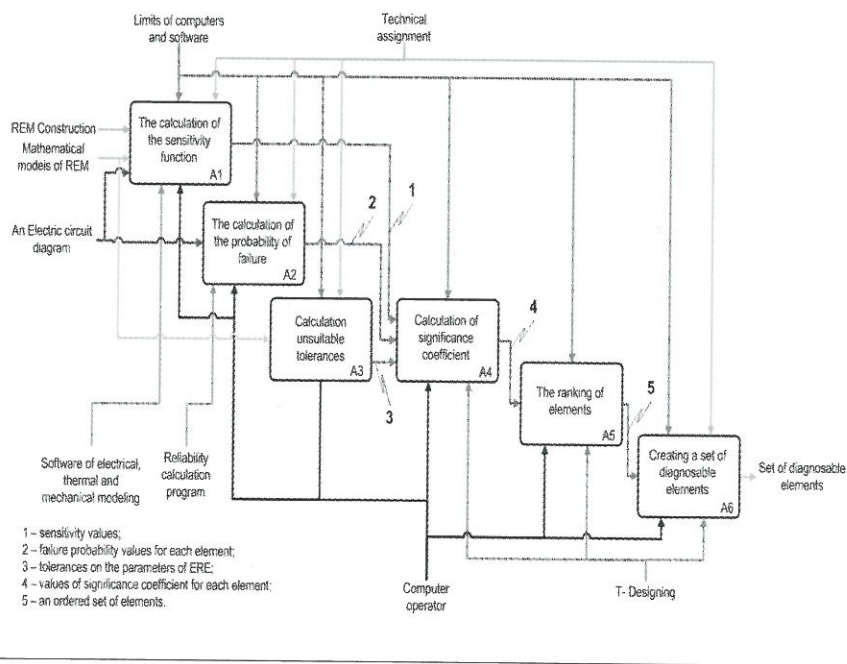 Limits of computers
and software
Technical
assignment
REM Construction
Mathematical
models of REM
An Electric circuit
diagram
The calculation of
the sensitivity
function
A1
The calculation of
the probability of
failure
A2
Calculation
unsuitable
tolerances
A3
Calculation of
significance
coefficient
A4
The ranking of
elements
A5
Creating a set of
diagnosable
elements
A6
1
2
3
4
5
Set of diagnosable
elements
Software of electrical,
thermal and
mechanical modeling
Reliability
calculation
program
Computer
operator
T- Designing
1 – sensitivity values;
2 – failure probability values for each element;
3 – tolerances on the parameters of ERE;
4 – values of significance coefficient for each element;
5 – an ordered set of elements.